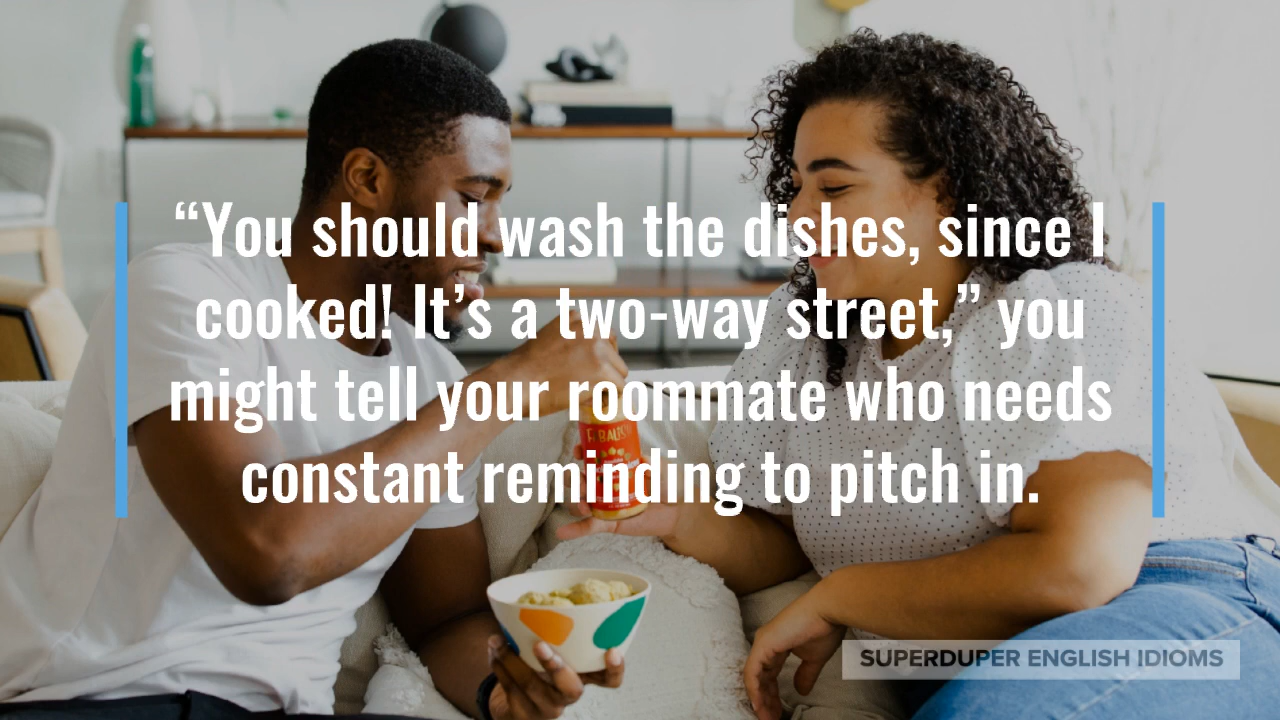 “You should wash the dishes, since I
cooked! It’s a two-way street,” you
might tell your roommate who needs
constant reminding to pitch in.
SUPERDUPER ENGLISH IDIOMS